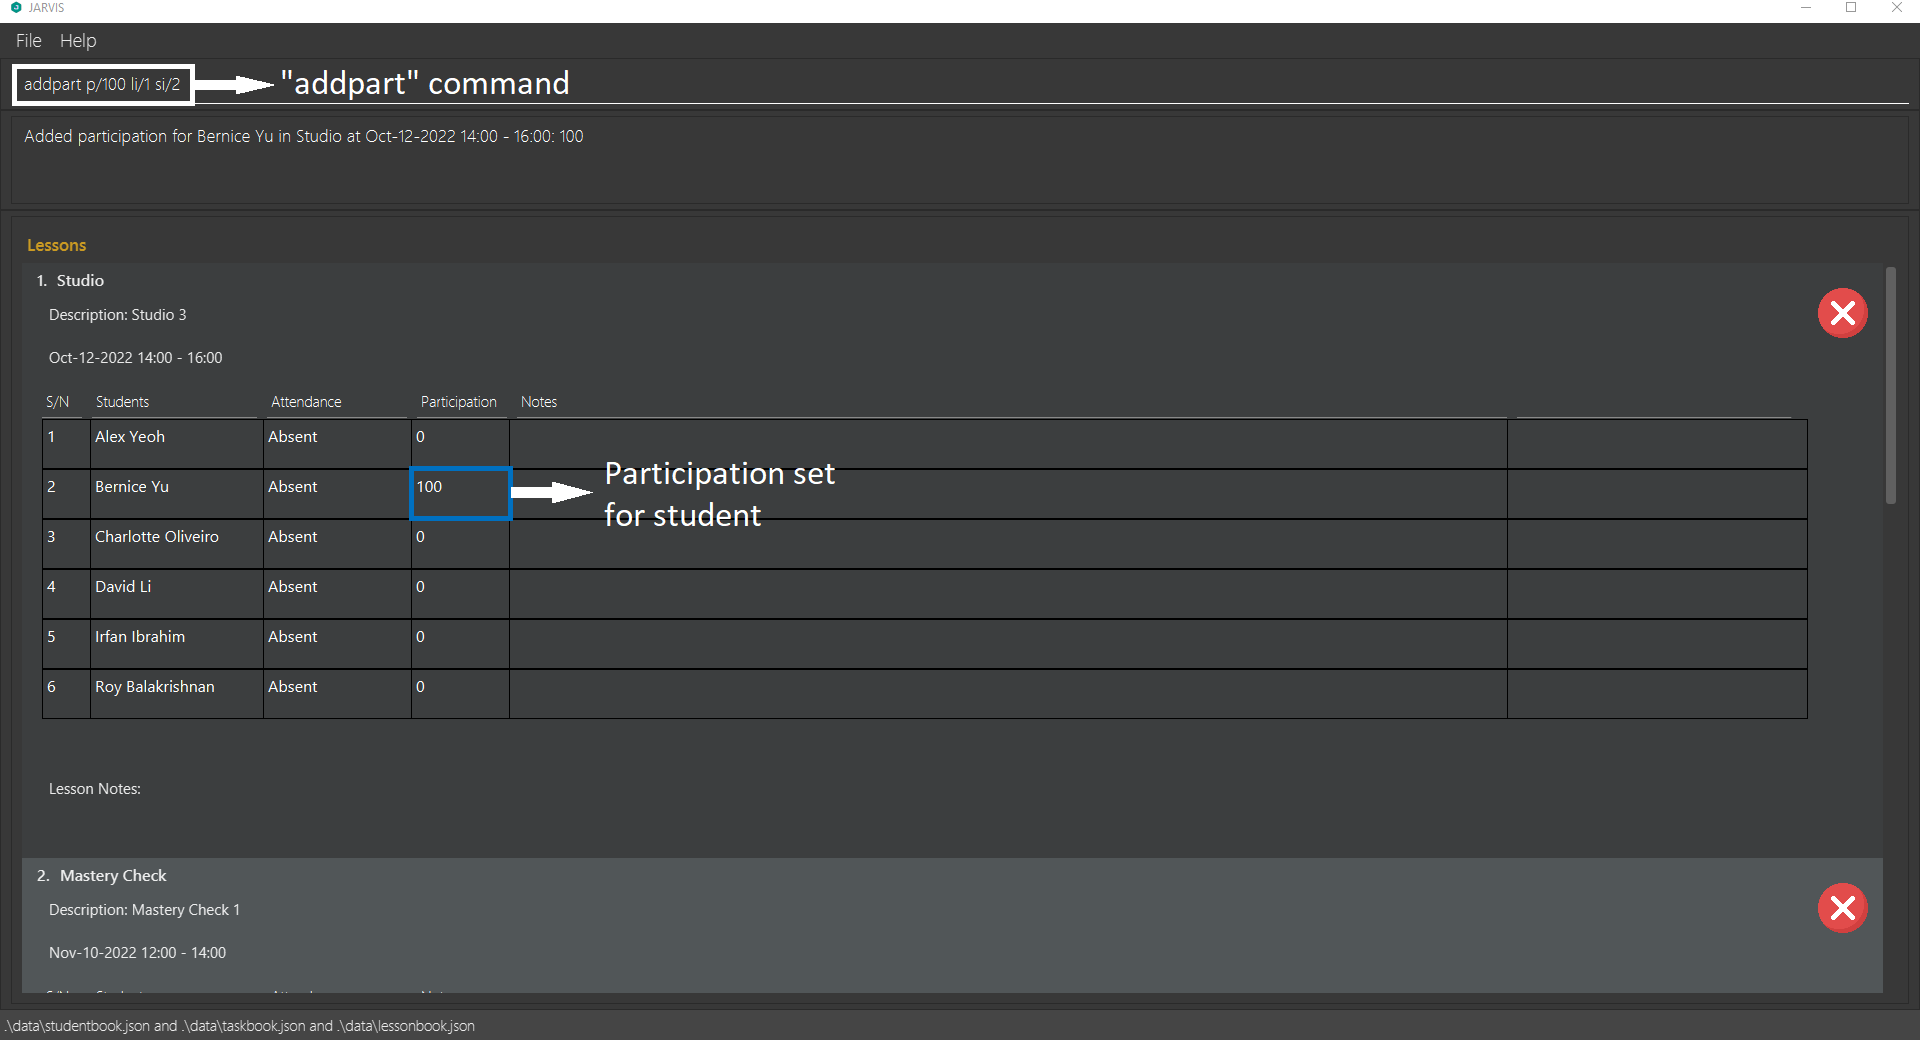 JARVIS
File Help
addpart p/100 li/1 si/2
"addpart" command
Added participation for Bernice Yu in Studio at Oct-12-2022 14:00 - 16:00: 100
Lessons
1. Studio
Description: Studio 3
Oct-12-2022 14:00 - 16:00
S/N Students Attendance Participation Notes
1 Alex Yeoh Absent 0
2 Bernice Yu Absent 100
Participation set
for student
3 Charlotte Oliveiro Absent 0
4 David Li Absent 0
5 Irfan Ibrahim Absent 0
6 Roy Balakrishnan Absent 0
Lesson Notes:
2. Mastery Check
Description: Mastery Check 1
Nov-10-2022 12:00 - 14:00
.\data\studentbook.json and .\data\taskbook.json and .\data\lessonbook.json